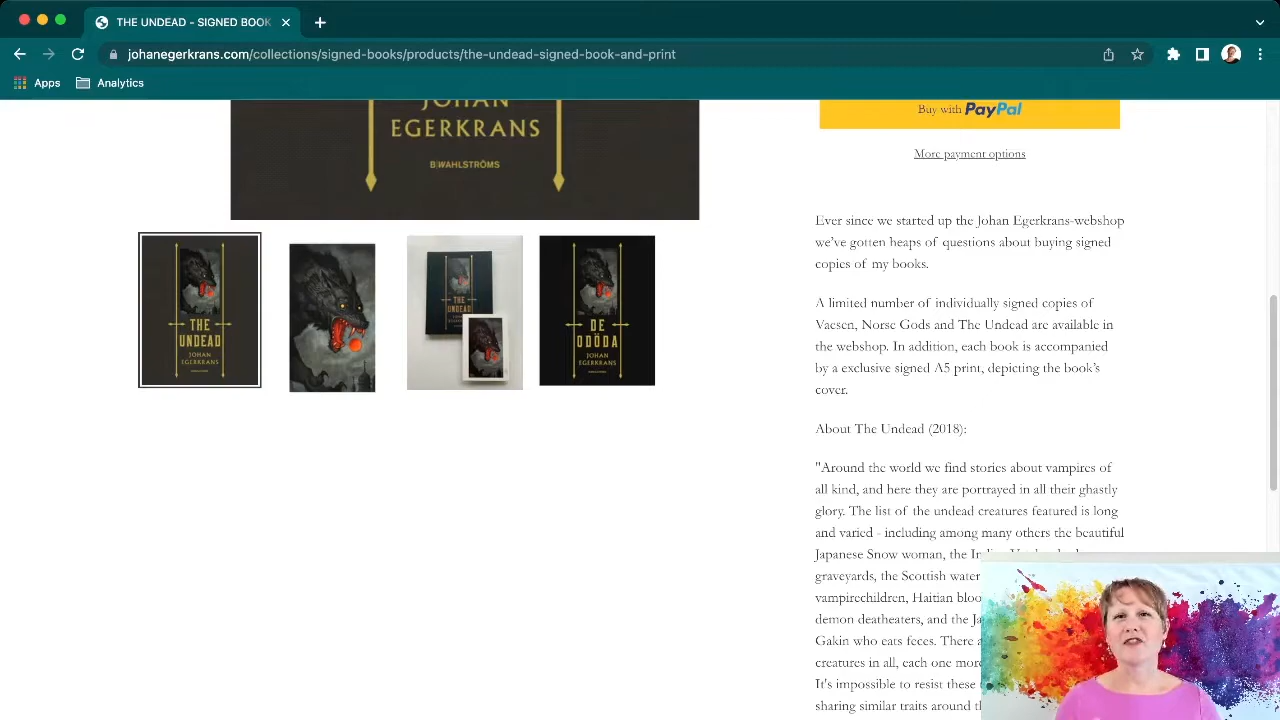 THE UNDEAD - SIGNED BOOK
johanegerkrans.com/collections/signed-books/products/the-undead-signed-book-and-print
Apps
Analytics
JOHAN
EGERKRANS
B WAHLSTRÖMS
Buy with PayPal
More payment options
THE
UNDEAD
JOHAN
EGERKRANS
THE
UNDEAD
DE
ODÖDA
JOHAN
EGERKRANS
Ever since we started up the Johan Egerkrans-webshop
we've gotten heaps of questions about buying signed
copies of my books.
A limited number of individually signed copies of
Vaesen, Norse Gods and The Undead are available in
the webshop. In addition, each book is accompanied
by a exclusive signed A5 print, depicting the book's
cover.
About The Undead (2018):
"Around the world we find stories about vampires of
all kind, and here they are portrayed in all their ghastly
glory. The list of the undead creatures featured is long
and varied - including among many others the beautiful
Japanese Snow woman, the
graveyards, the Scottish water
vampirechildren, Haitian
demon deatheaters, and the
Gakin who eats feces. There
creatures in all, each one
It's impossible to resist these
sharing similar traits around